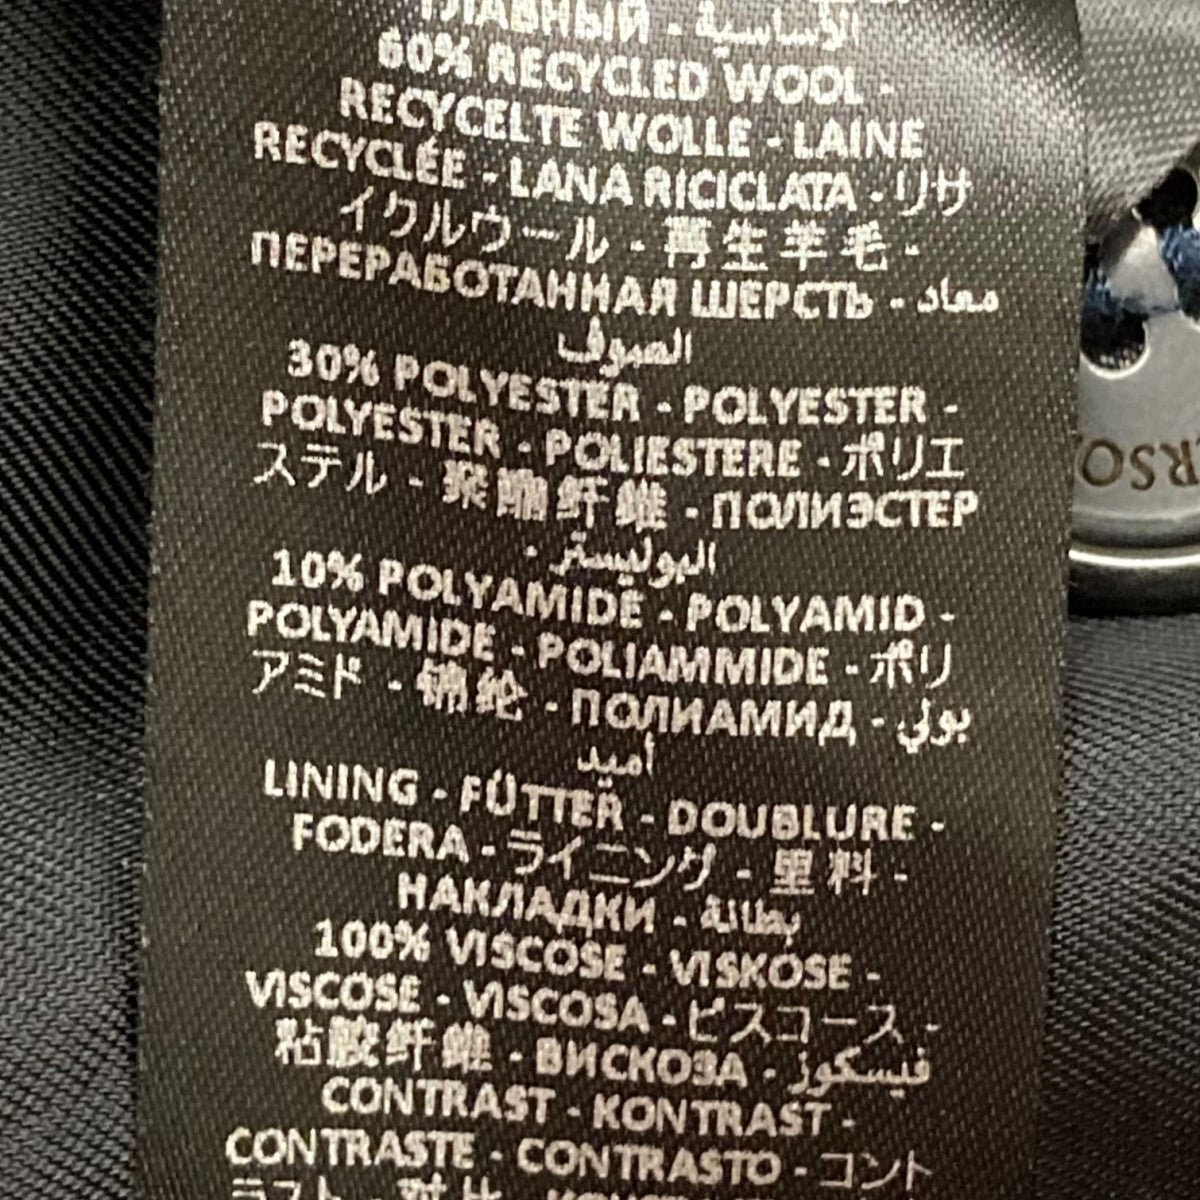 ГЛАВНЫЙ - الأساسية
60% RECYCLED WOOL -
RECYCELTE WOLLE - LAINE
RECYCLÉE - LANA RICICLATA - リサ
イクルウール - 再生羊毛 -
ПЕРЕРАБОТАННАЯ ШЕРСТЬ - معاد
الصوف
30% POLYESTER - POLYESTER -
POLYESTER - POLIESTERE - ポリエ
ステル - 聚酯纤维 - ПОЛИЭСТЕР
- البوليستر
10% POLYAMIDE - POLYAMID -
POLYAMIDE - POLIAMMIDE - ポリ
アミド - 锦纶 - ПОЛИАМИД - بولي
أميد
LINING - FÜTTER - DOUBLURE -
FODERA - ライニング - 里料 -
НАКЛАДКИ - بطانة
100% VISCOSE - VISKOSE -
VISCOSE - VISCOSA - ビスコース -
粘胶纤维 - ВИСКОЗА - فيسكوز
CONTRAST - KONTRAST -
CONTRASTE - CONTRASTO - コント
ラスト - 对比 -